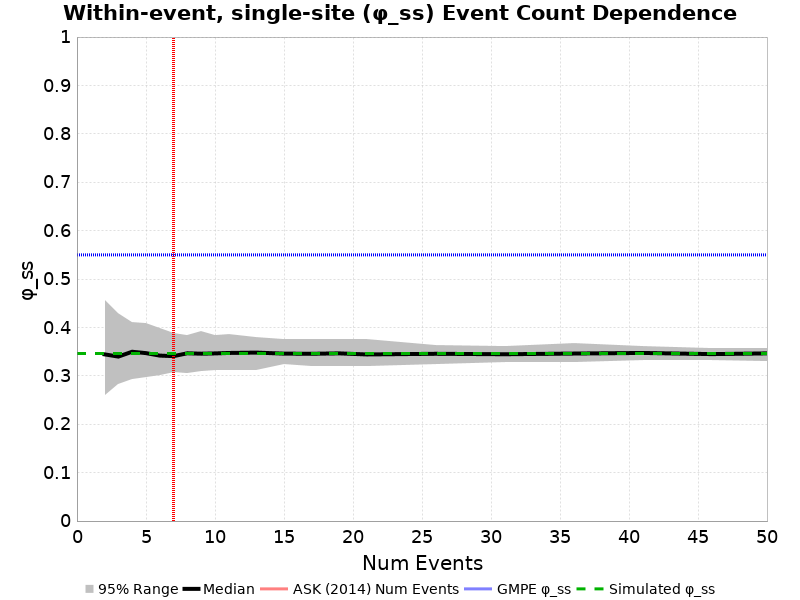 Within-event, single-site (φ_ss) Event Count Dependence
1
0.9
0.8
0.7
0.6
0.5
0.4
0.3
0.2
0.1
0
φ_ss
0 5 10 15 20 25 30 35 40 45 50
Num Events
95% Range Median ASK (2014) Num Events GMPE φ_ss Simulated φ_ss